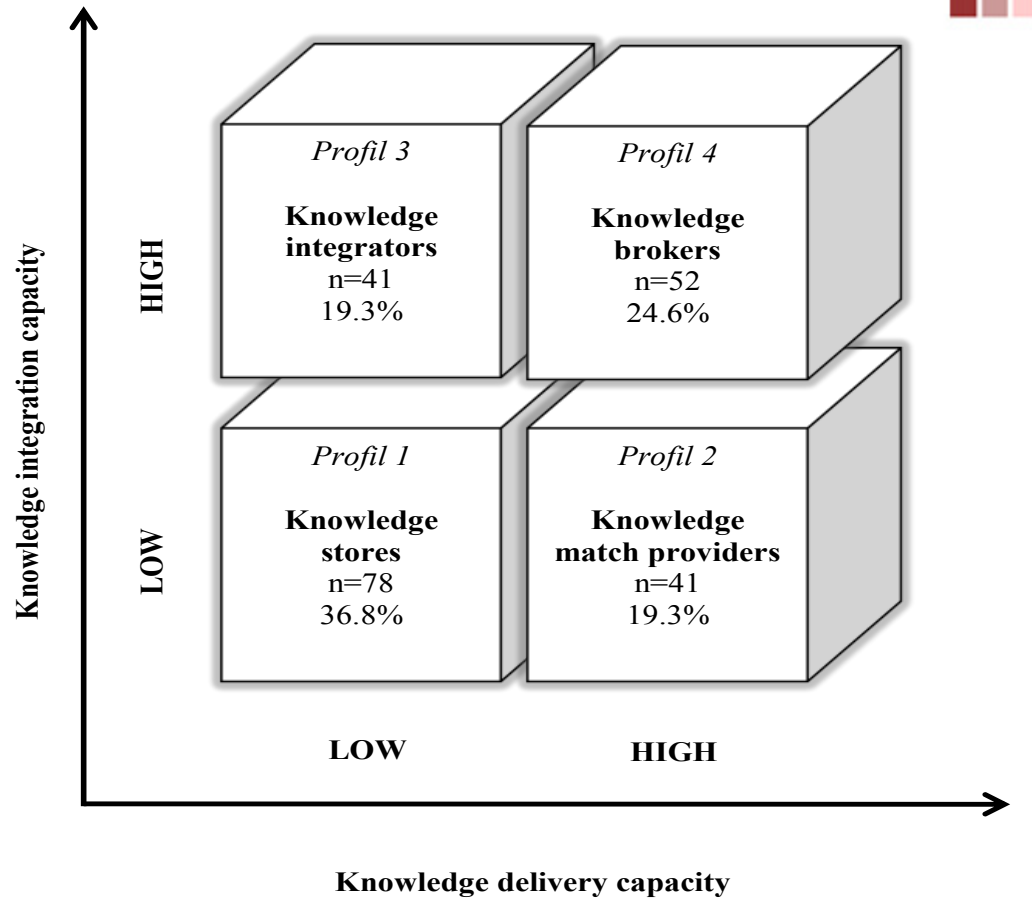 Knowledge integration capacity
HIGH
LOW
Profil 3
Knowledge
integrators
n=41
19.3%
Profil 4
Knowledge
brokers
n=52
24.6%
Profil 1
Knowledge
stores
n=78
36.8%
Profil 2
Knowledge
match providers
n=41
19.3%
LOW
HIGH
Knowledge delivery capacity